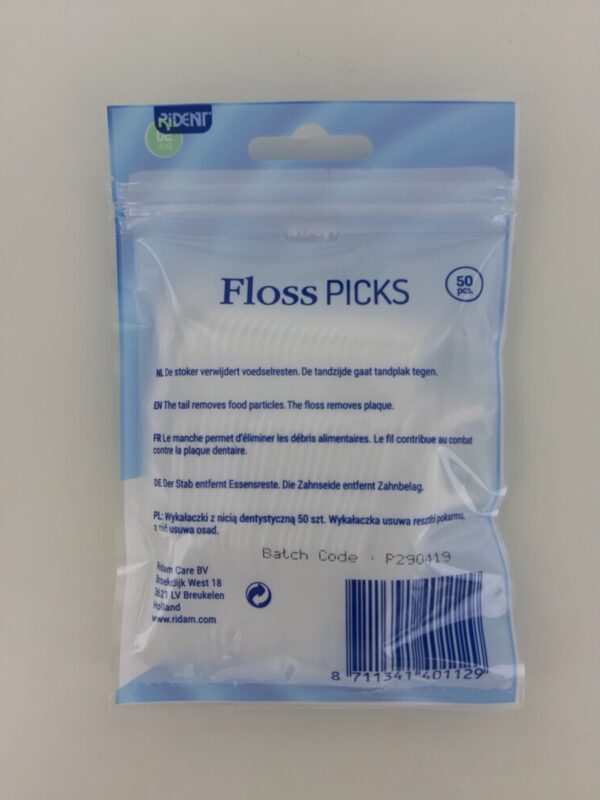 RiDENT
50
pcs.
Floss PICKS
50
pcs.
NL De stoker verwijdert voedselresten. De tandzijde gaat tandplak tegen.
EN The tail removes food particles. The floss removes plaque.
FR Le manche permet d'éliminer les débris alimentaires. Le fil contribue au combat
contre la plaque dentaire.
DE Der Stab entfernt Essensreste. Die Zahnseide entfernt Zahnbelag.
PL: Wykałaczki z nicią dentystyczną 50 szt. Wykałaczka usuwa resztki pokarmu,
a nić usuwa osad.
Batch Code : P290419
Ridam Care BV
Broekdijk West 18
3621 LV Breukelen
Holland
www.ridam.com
8 711341 401129